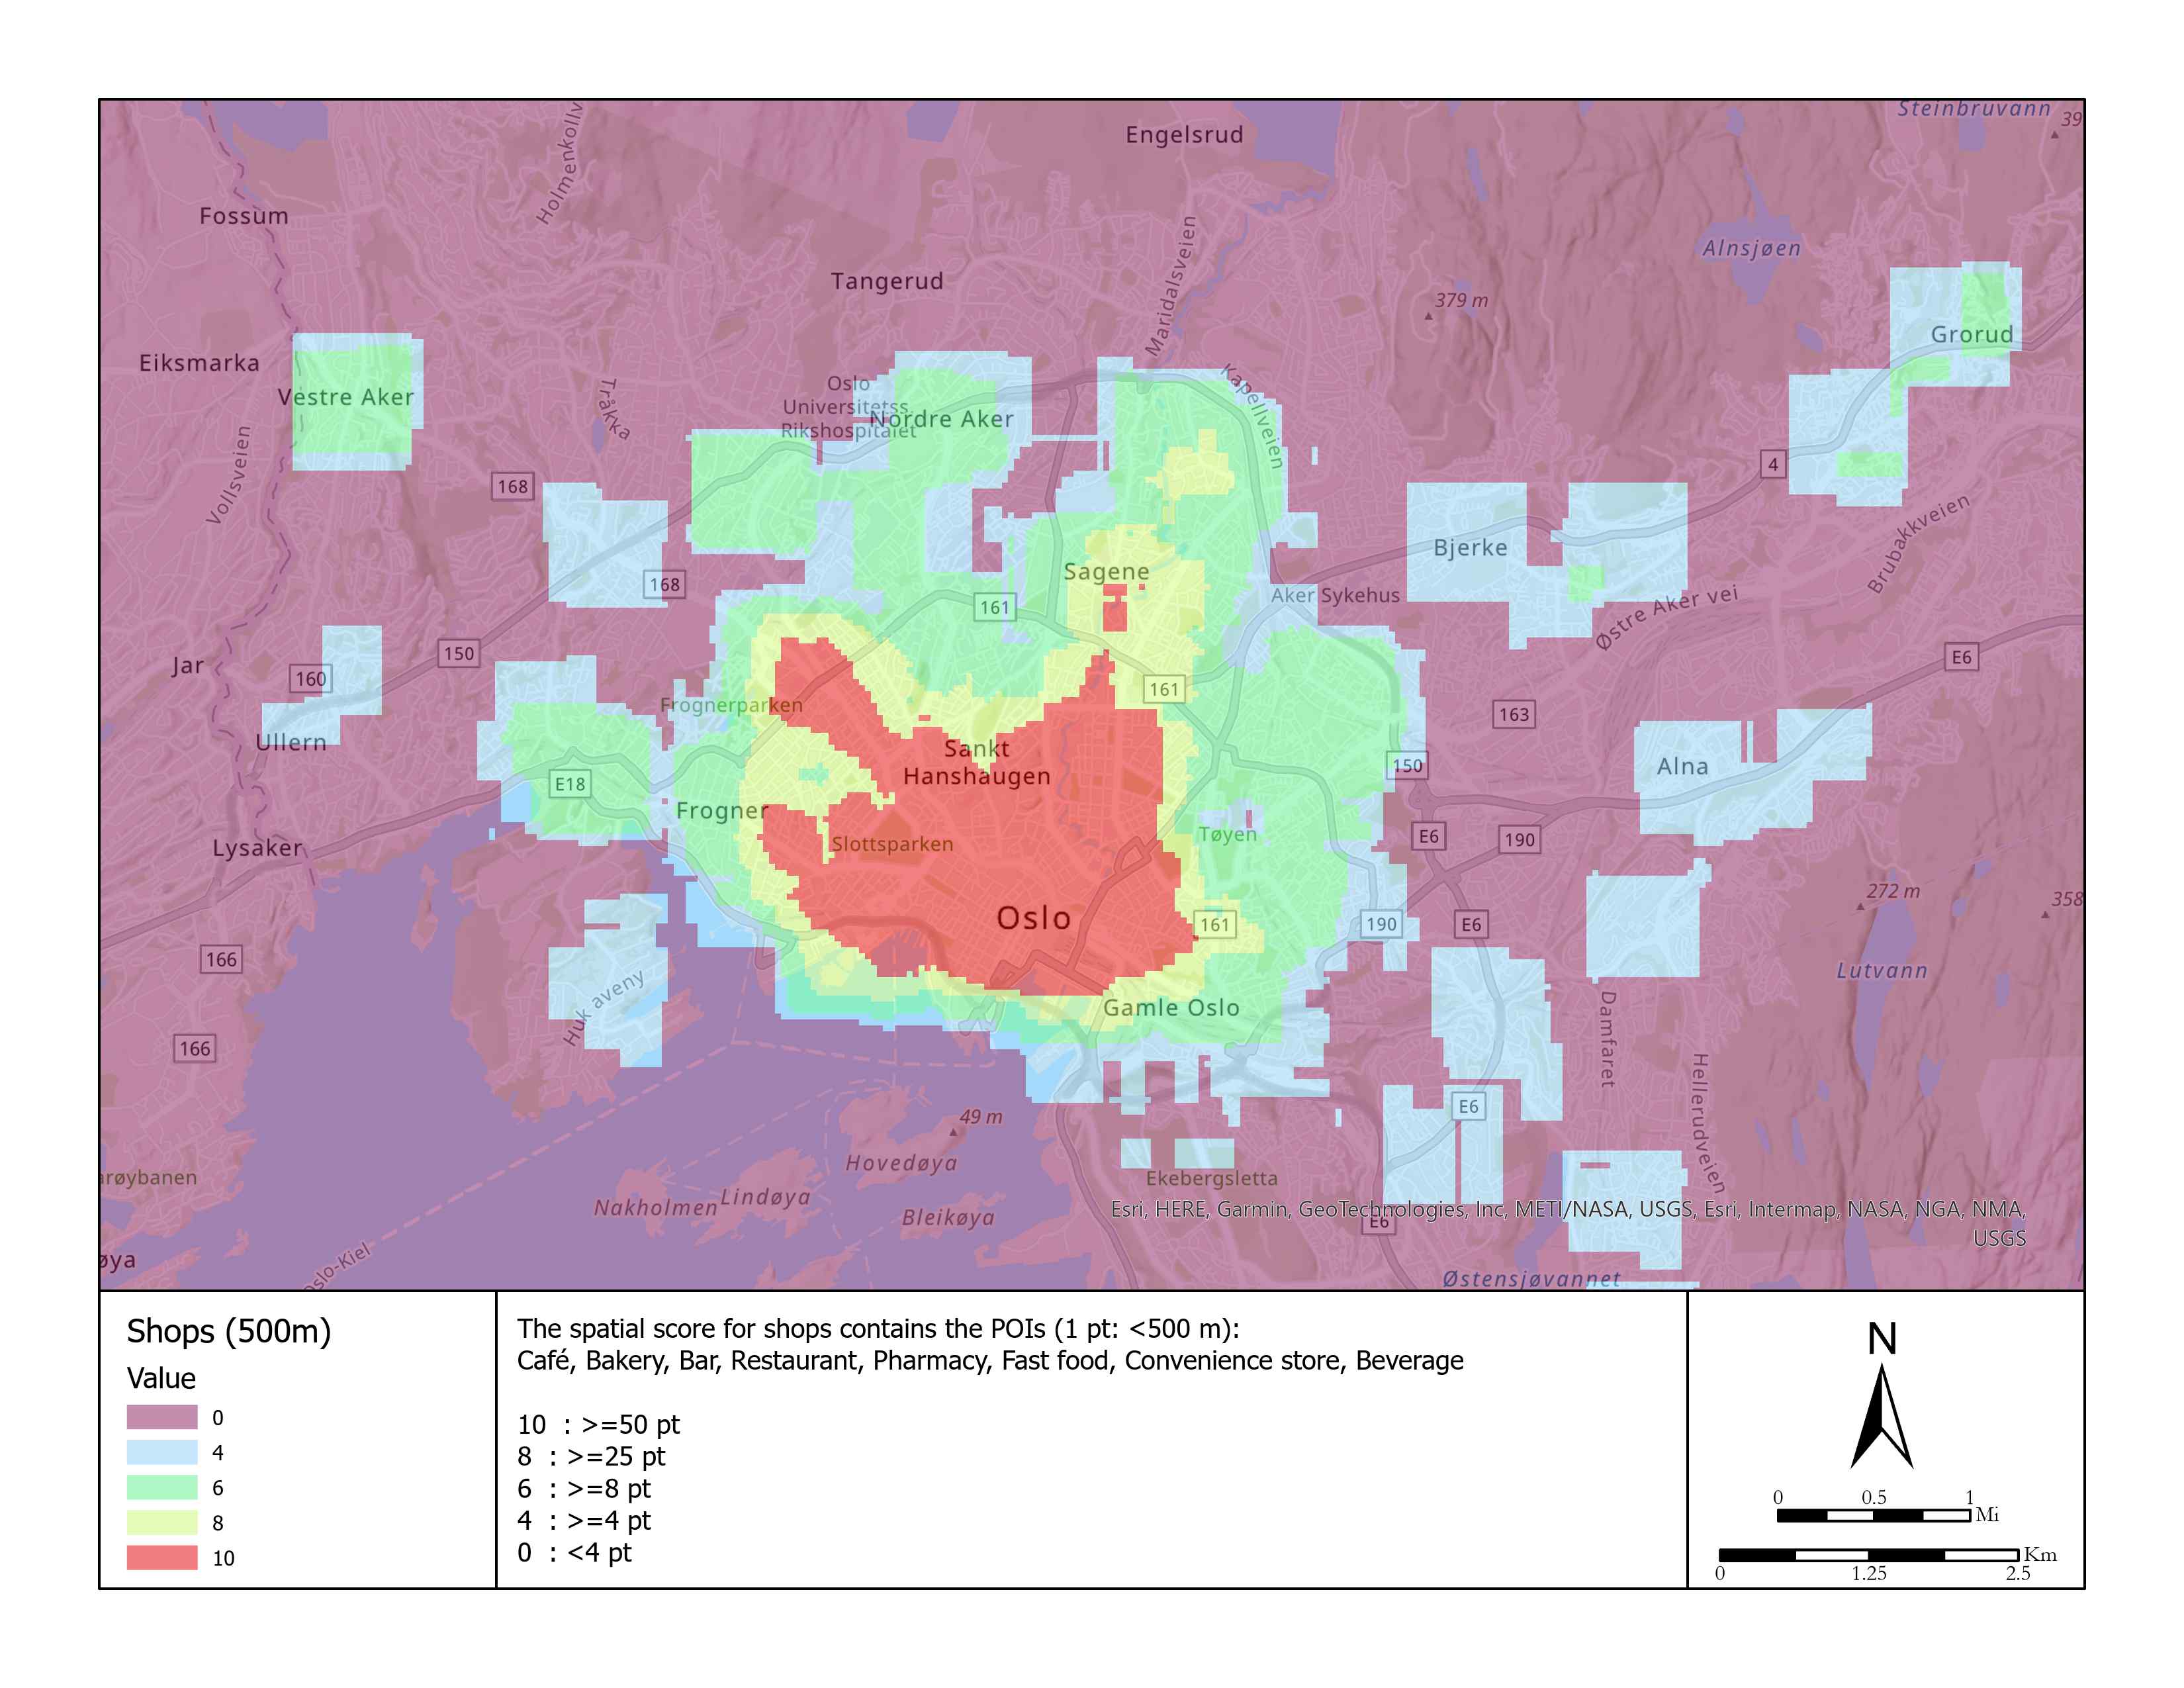 Steinbruvann
39
Engelsrud
Holmenkollv
Fossum
Maridalsveien
Alnsjøen
Tangerud
379 m
Grorud
Eiksmarka
Vestre Aker
Tråkka
Oslo
Universitetss
Rikshospitalet
Nordre Aker
Kapellveien
Vollsveien
168
4
Brubakkveien
Bjerke
Sagene
168
161
Aker Sykehus
Østre Aker vei
150
E6
Jar
160
161
Frognerparken
163
Ullern
Sankt
Hanshaugen
150
Alna
E18
Frogner
Tøyen
E6
190
Lysaker
Slottsparken
272 m
358
Oslo
161
190
E6
166
Lutvann
Huk aveny
Gamle Oslo
Damfaret
166
Hellerudveien
49 m
E6
Hovedøya
Ekebergsletta
arøybanen
Nakholmen
Lindøya
Bleikøya
Esri, HERE, Garmin, GeoTechnologies, Inc, METI/NASA, USGS, Esri, Intermap, NASA, NGA, NMA,
USGS
E6
øya
Oslo-Kiel
Østensjøvannet
Shops (500m)
Value
0
4
6
8
10
The spatial score for shops contains the POIs (1 pt: <500 m):
Café, Bakery, Bar, Restaurant, Pharmacy, Fast food, Convenience store, Beverage
10 : >=50 pt
8 : >=25 pt
6 : >=8 pt
4 : >=4 pt
0 : <4 pt
N
0 0.5 1
Mi
Km
0 1.25 2.5